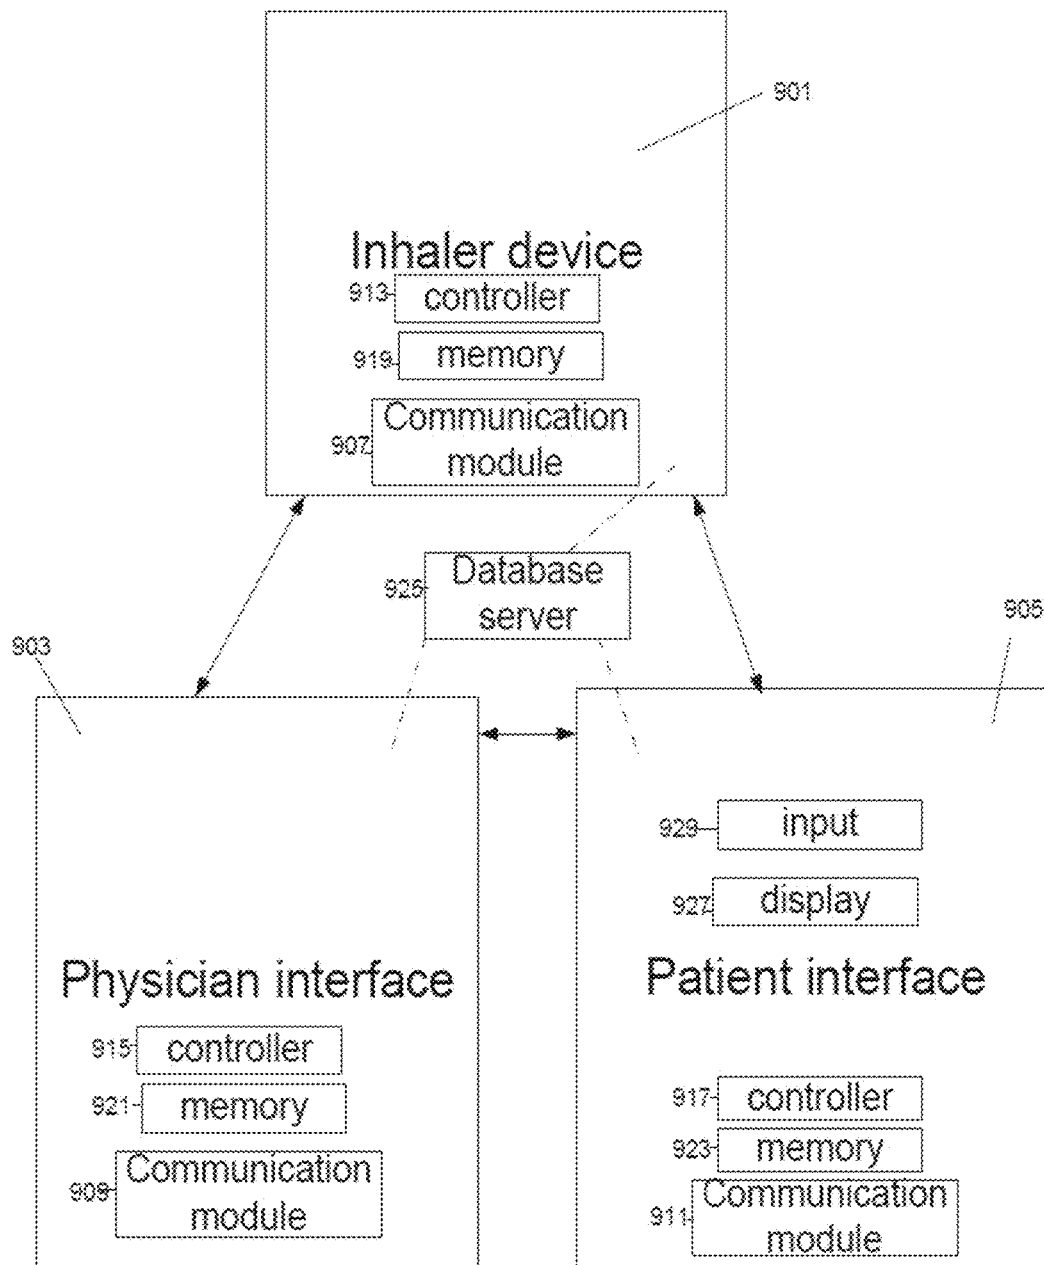 901
Inhaler device
913 controller
919 memory
907 Communication
module
925 Database
server
903
905
929 input
927 display
Physician interface
Patient interface
915 controller
921 memory
909 Communication
module
917 controller
923 memory
911 Communication
module